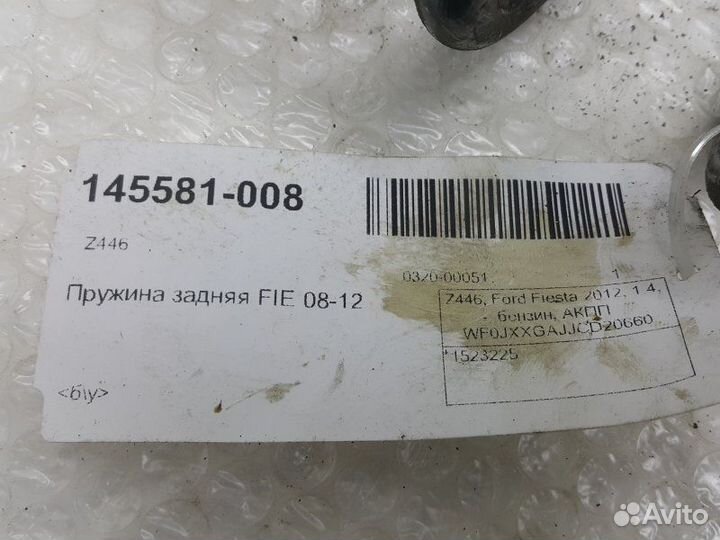 145581-008
Z446
Пружина задняя FIE 08-12
<b\y>
0320-00051 1
Z446, Ford Fiesta 2012, 1.4,
бензин, АКПП
WF0JXXGAJJCD20660
*1523225
Avito